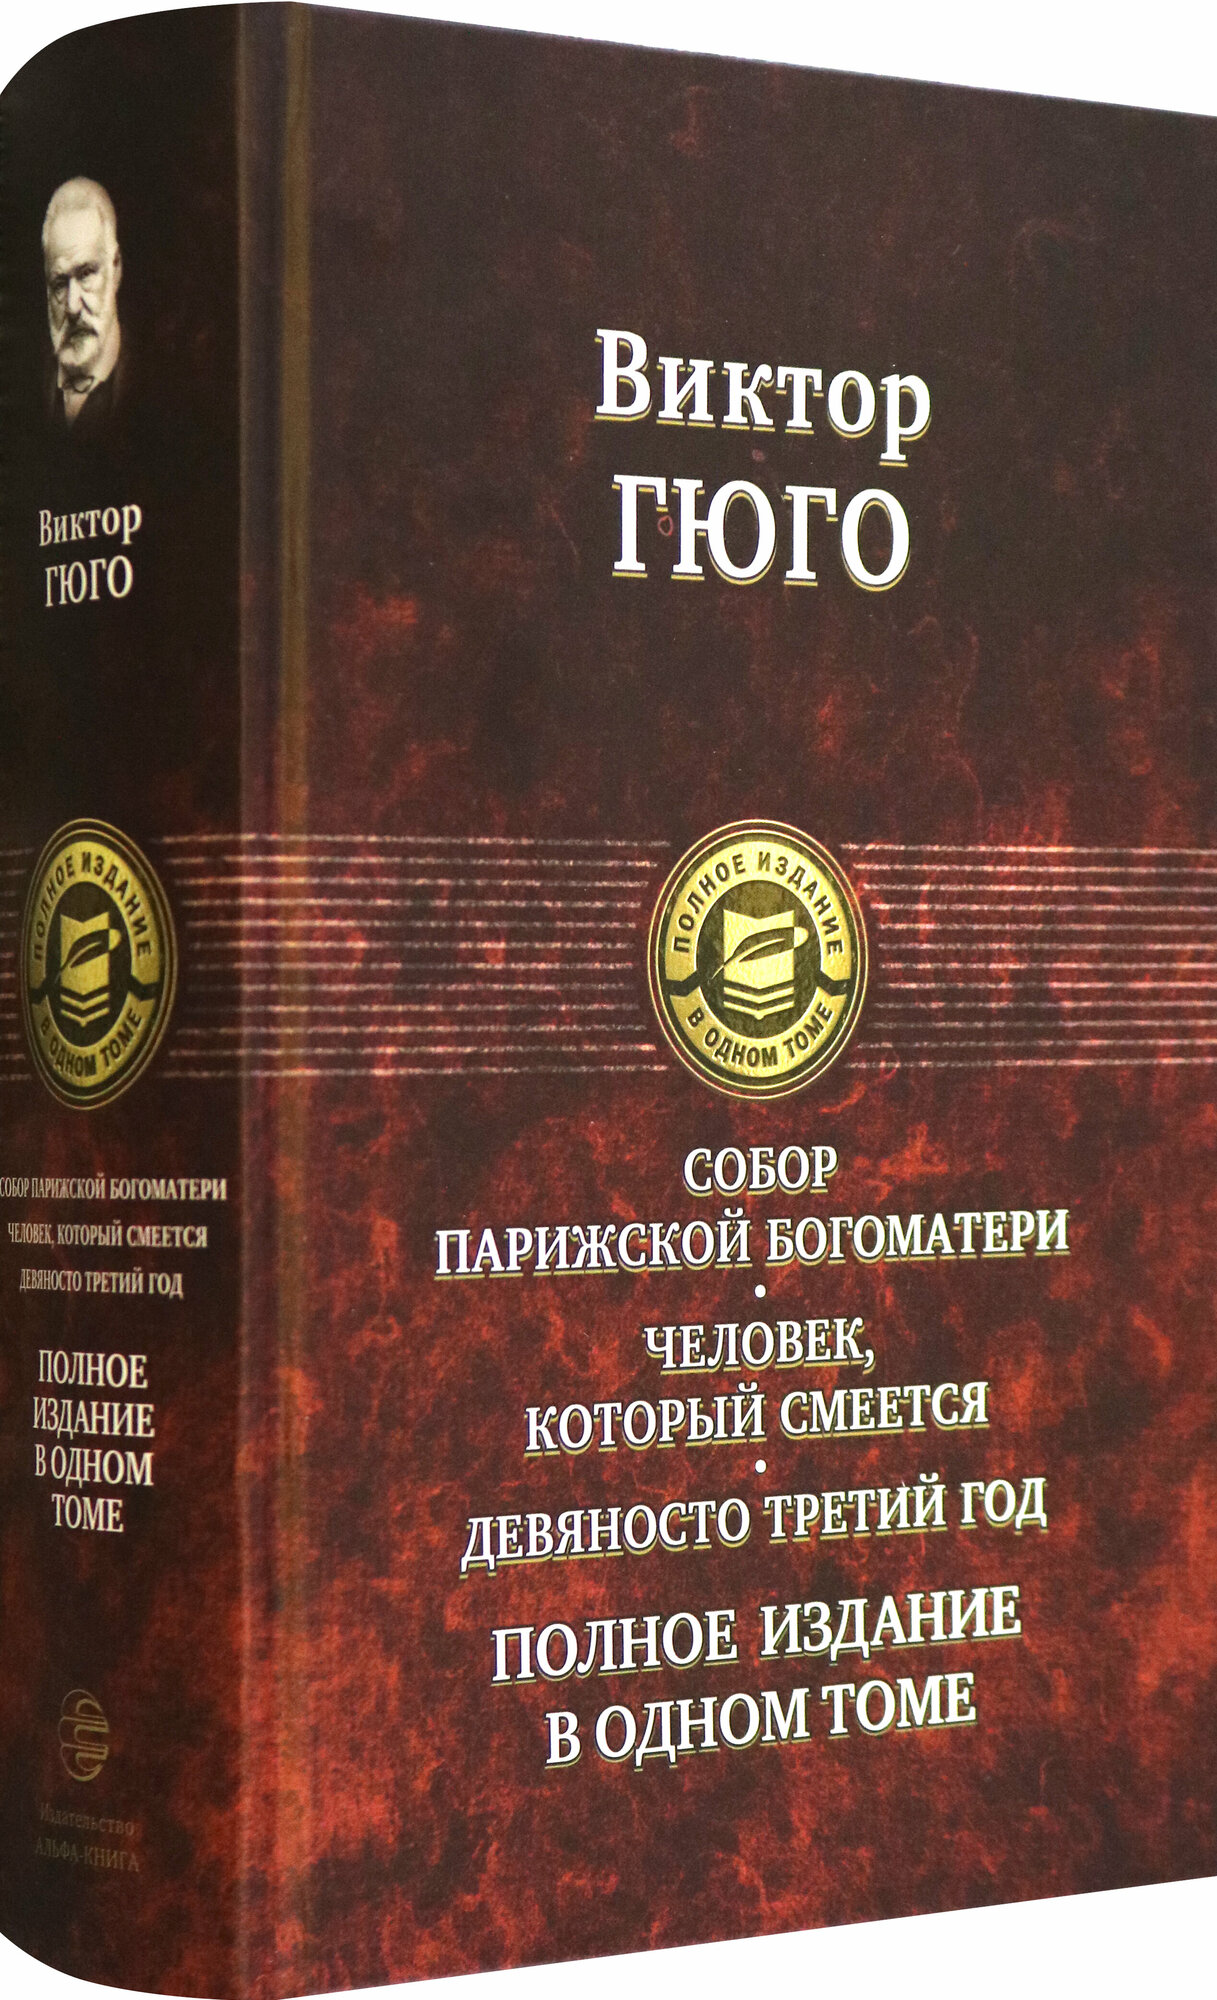 Виктор
ГЮГО
ПОЛНОЕ ИЗДАНИЕ
В ОДНОМ ТОМЕ
СОБОР ПАРИЖСКОЙ БОГОМАТЕРИ
ЧЕЛОВЕК, КОТОРЫЙ СМЕЕТСЯ
ДЕВЯНОСТО ТРЕТИЙ ГОД
ПОЛНОЕ
ИЗДАНИЕ
В ОДНОМ
ТОМЕ
Издательство
АЛЬФА-КНИГА
Виктор
ГЮГО
ПОЛНОЕ ИЗДАНИЕ
В ОДНОМ ТОМЕ
СОБОР
ПАРИЖСКОЙ БОГОМАТЕРИ
•
ЧЕЛОВЕК,
КОТОРЫЙ СМЕЕТСЯ
•
ДЕВЯНОСТО ТРЕТИЙ ГОД
ПОЛНОЕ ИЗДАНИЕ
В ОДНОМ ТОМЕ